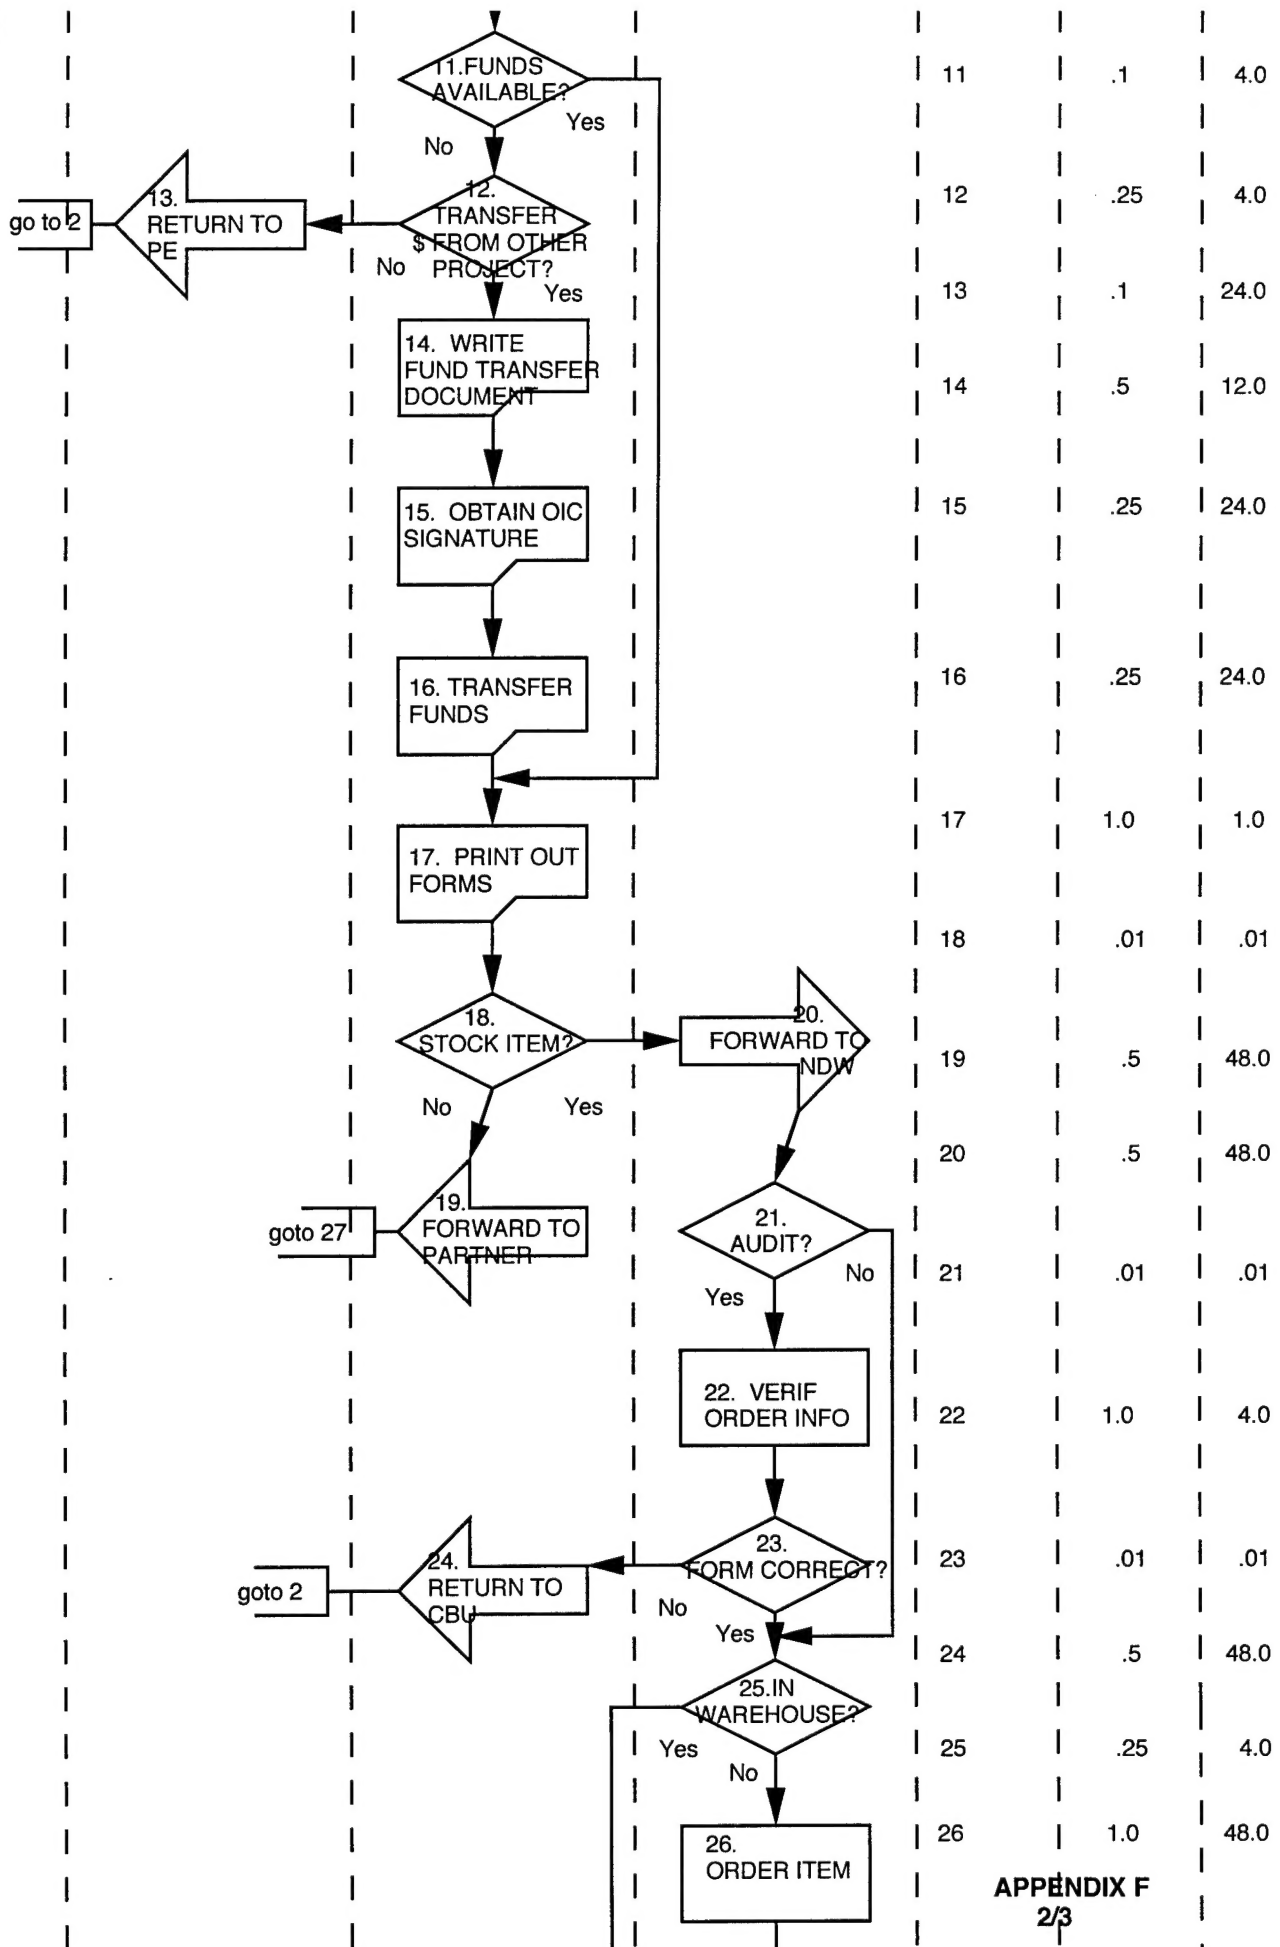 11.FUNDS
AVAILABLE?
Yes
No
11 .1 4.0
12.
TRANSFER
$ FROM OTHER
PROJECT?
No
Yes
12 .25 4.0
13.
RETURN TO
PE
go to 2
13 .1 24.0
14. WRITE
FUND TRANSFER
DOCUMENT
14 .5 12.0
15. OBTAIN OIC
SIGNATURE
15 .25 24.0
16. TRANSFER
FUNDS
16 .25 24.0
17. PRINT OUT
FORMS
17 1.0 1.0
18 .01 .01
18.
STOCK ITEM?
No
Yes
20.
FORWARD TO
NDW
19 .5 48.0
19.
FORWARD TO
PARTNER
goto 27
20 .5 48.0
21.
AUDIT?
No
Yes
21 .01 .01
22. VERIF
ORDER INFO
22 1.0 4.0
23.
FORM CORRECT?
No
Yes
23 .01 .01
24.
RETURN TO
CBU
goto 2
24 .5 48.0
25.IN
WAREHOUSE?
Yes
No
25 .25 4.0
26.
ORDER ITEM
26 1.0 48.0
APPENDIX F
2/3